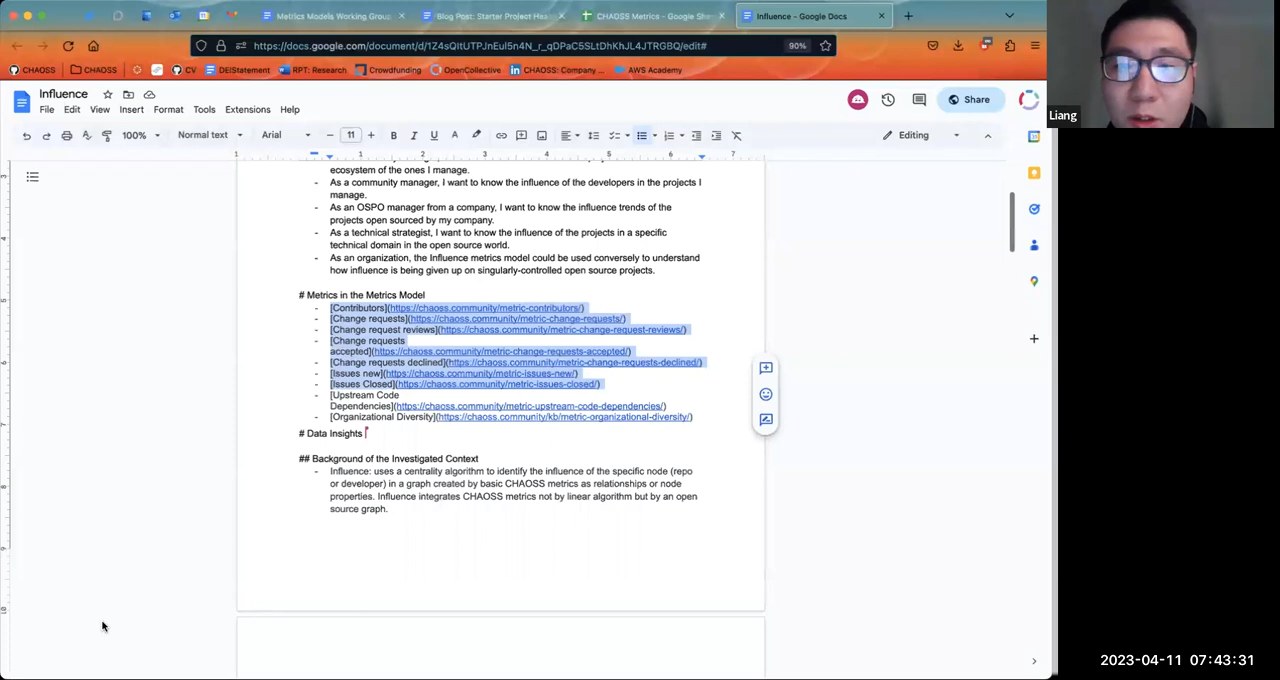 Metrics Models Working Group
Blog Post: Starter Project Hea
CHAOSS Metrics - Google She
Influence - Google Docs
https://docs.google.com/document/d/1Z4sQItUTPJnEuI5n4N_r_qDPaC5SLtDhKhJL4JTRGBQ/edit#
90%
CHAOSS
CHAOSS
CV
DEIStatement
RPT: Research
Crowdfunding
OpenCollective
CHAOSS: Company ...
AWS Academy
Liang
Influence
File Edit View Insert Format Tools Extensions Help
Share
100% Normal text Arial 11 Editing
1 1 2 3 4 5 6 7
ecosystem of the ones I manage.
- As a community manager, I want to know the influence of the developers in the projects I
manage.
- As an OSPO manager from a company, I want to know the influence trends of the
projects open sourced by my company.
- As a technical strategist, I want to know the influence of the projects in a specific
technical domain in the open source world.
- As an organization, the Influence metrics model could be used conversely to understand
how influence is being given up on singularly-controlled open source projects.
# Metrics in the Metrics Model
- [Contributors](https://chaoss.community/metric-contributors/)
- [Change requests](https://chaoss.community/metric-change-requests/)
- [Change request reviews](https://chaoss.community/metric-change-request-reviews/)
- [Change requests
accepted](https://chaoss.community/metric-change-requests-accepted/)
- [Change requests declined](https://chaoss.community/metric-change-requests-declined/)
- [Issues new](https://chaoss.community/metric-issues-new/)
- [Issues Closed](https://chaoss.community/metric-issues-closed/)
- [Upstream Code
Dependencies](https://chaoss.community/metric-upstream-code-dependencies/)
- [Organizational Diversity](https://chaoss.community/kb/metric-organizational-diversity/)
# Data Insights
## Background of the Investigated Context
- Influence: uses a centrality algorithm to identify the influence of the specific node (repo
or developer) in a graph created by basic CHAOSS metrics as relationships or node
properties. Influence integrates CHAOSS metrics not by linear algorithm but by an open
source graph.
2023-04-11 07:43:31